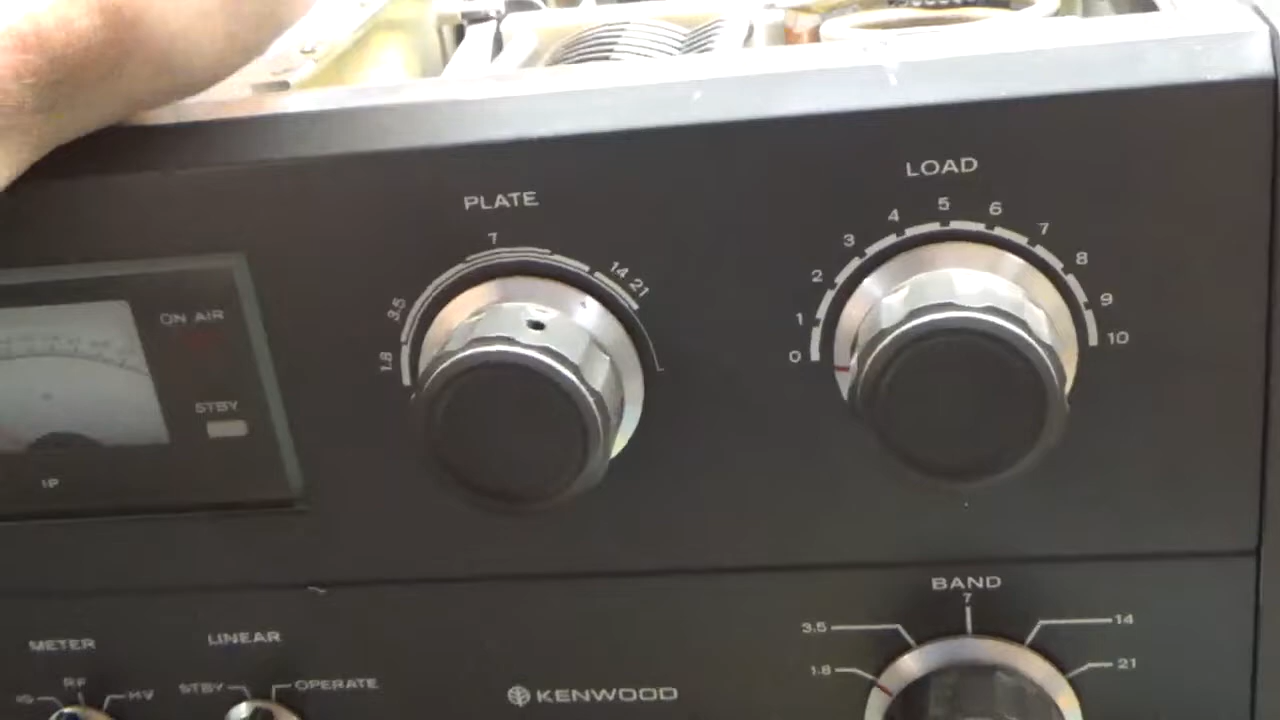 PLATE
7
14
21
3.5
1.8
LOAD
0
1
2
3
4
5
6
7
8
9
10
ON AIR
STBY
IP
METER
RF
HV
LINEAR
STBY
OPERATE
KENWOOD
BAND
1.8
3.5
7
14
21